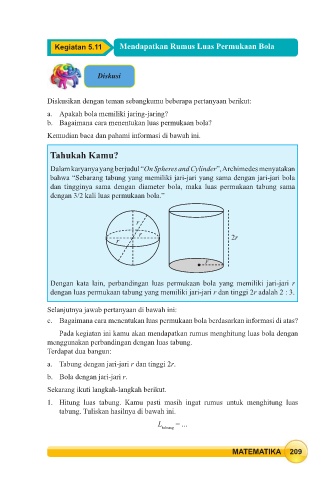 Kegiatan 5.11 Mendapatkan Rumus Luas Permukaan Bola
Diskusi
Diskusikan dengan teman sebangkumu beberapa pertanyaan berikut:
a. Apakah bola memiliki jaring-jaring?
b. Bagaimana cara menentukan luas permukaan bola?
Kemudian baca dan pahami informasi di bawah ini.
Tahukah Kamu?
Dalam karyanya yang berjudul “On Spheres and Cylinder”, Archimedes menyatakan
bahwa “Sebarang tabung yang memiliki jari-jari yang sama dengan jari-jari bola
dan tingginya sama dengan diameter bola, maka luas permukaan tabung sama
dengan 3/2 kali luas permukaan bola.”
r
r
r
2r
r
Dengan kata lain, perbandingan luas permukaan bola yang memiliki jari-jari r
dengan luas permukaan tabung yang memiliki jari-jari r dan tinggi 2r adalah 2 : 3.
Selanjutnya jawab pertanyaan di bawah ini:
c. Bagaimana cara menentukan luas permukaan bola berdasarkan informasi di atas?
Pada kegiatan ini kamu akan mendapatkan rumus menghitung luas bola dengan
menggunakan perbandingan dengan luas tabung.
Terdapat dua bangun:
a. Tabung dengan jari-jari r dan tinggi 2r.
b. Bola dengan jari-jari r.
Sekarang ikuti langkah-langkah berikut.
1. Hitung luas tabung. Kamu pasti masih ingat rumus untuk menghitung luas
tabung. Tuliskan hasilnya di bawah ini.
L tabung = ...
MATEMATIKA 209